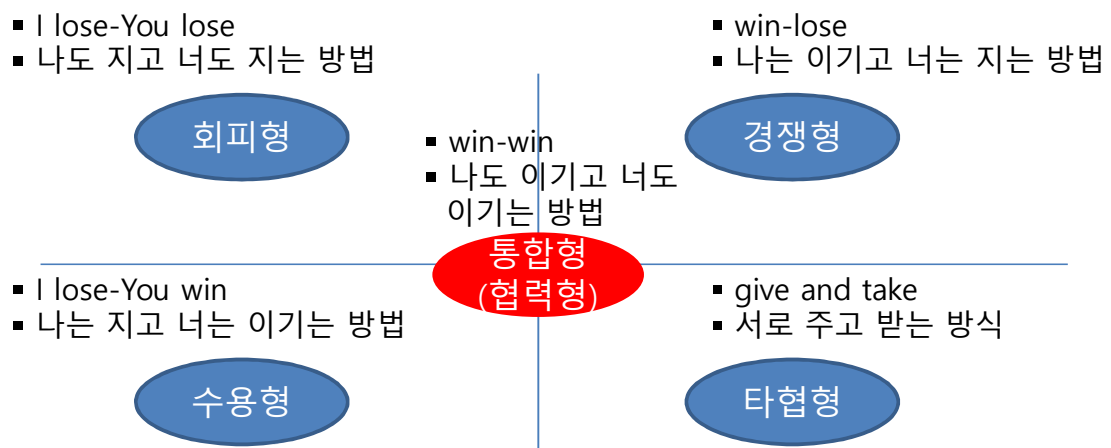 ▪ I lose-You lose
▪ 나도 지고 너도 지는 방법
회피형
▪ win-lose
▪ 나는 이기고 너는 지는 방법
경쟁형
▪ win-win
▪ 나도 이기고 너도
이기는 방법
통합형
(협력형)
▪ I lose-You win
▪ 나는 지고 너는 이기는 방법
수용형
▪ give and take
▪ 서로 주고 받는 방식
타협형